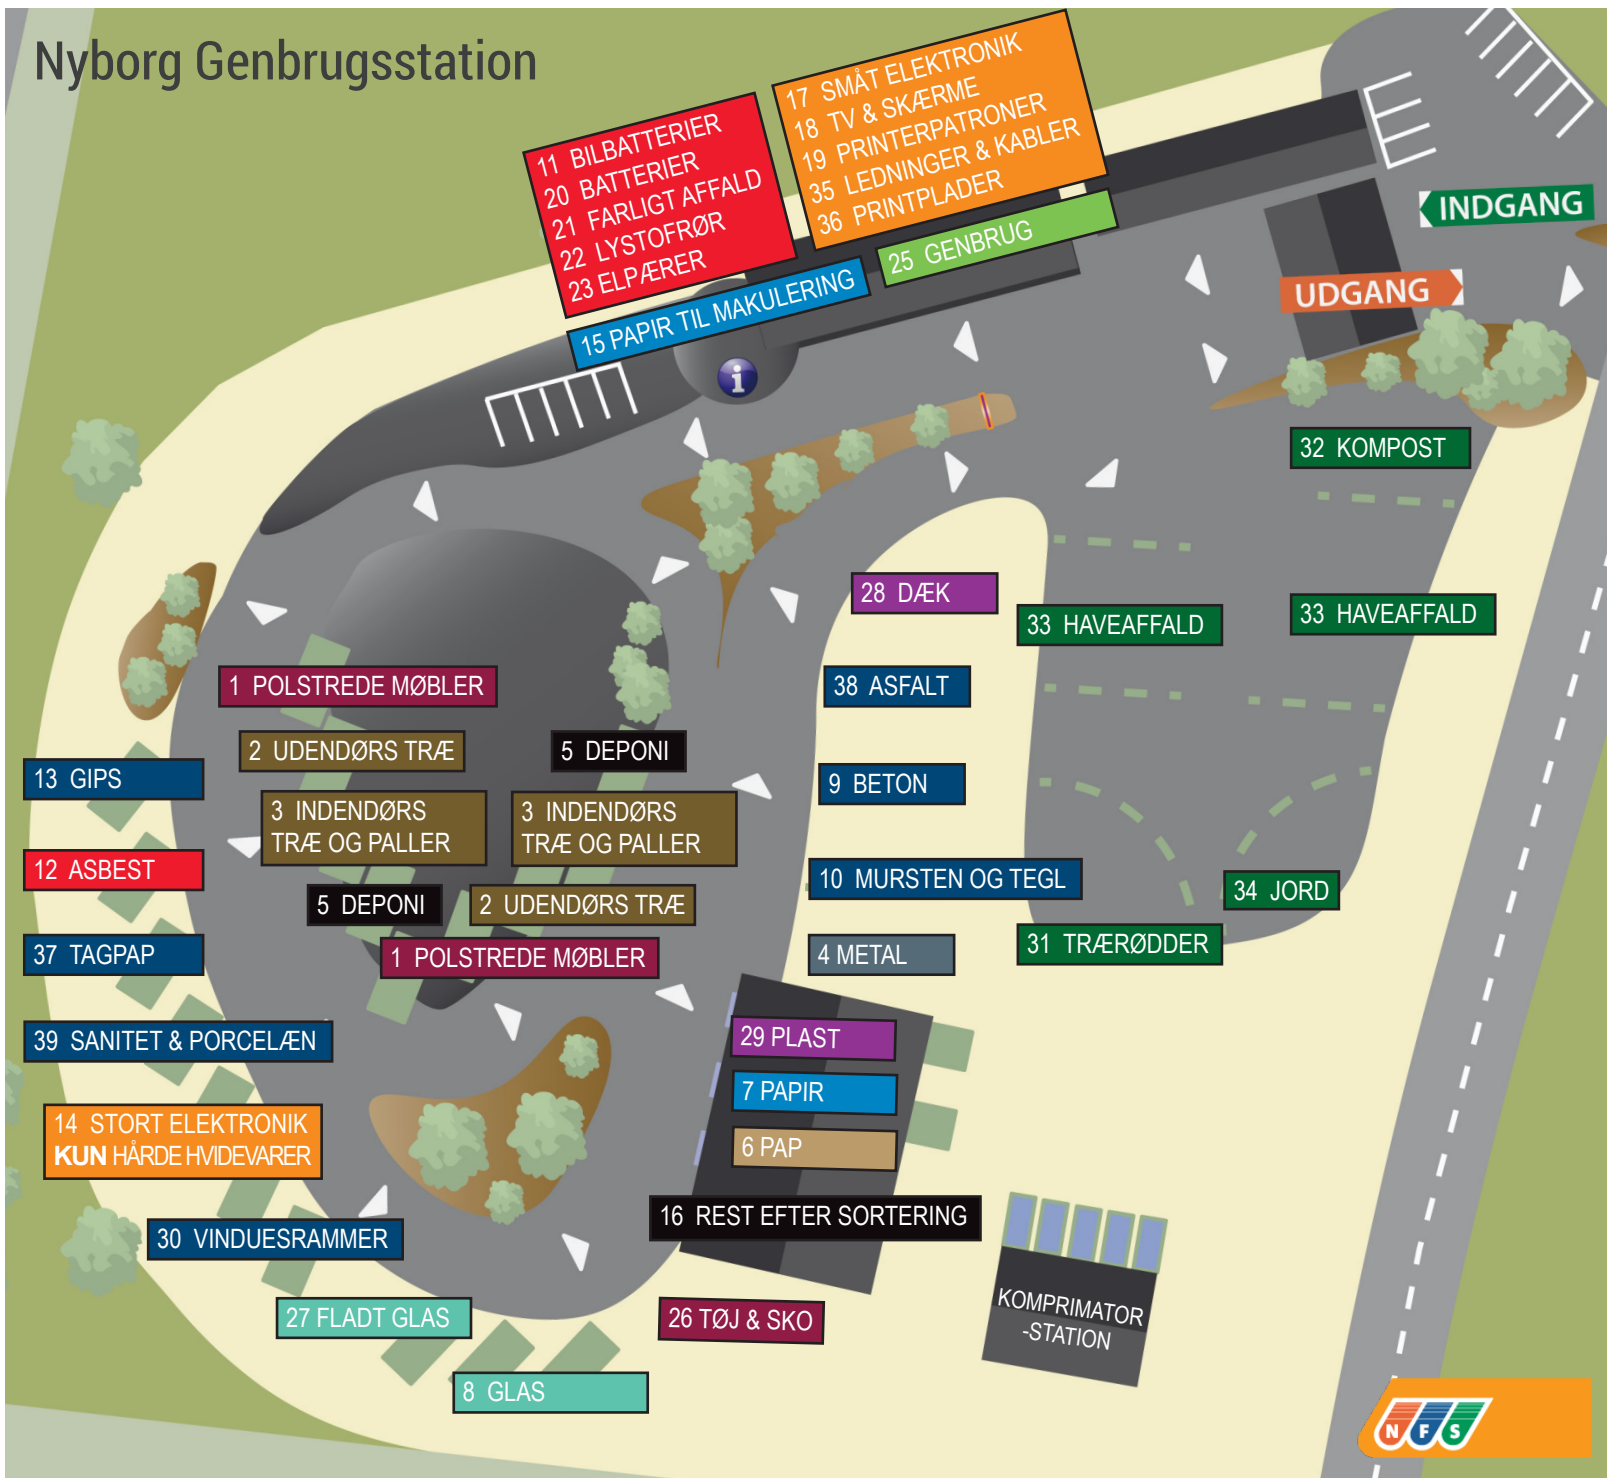 Nyborg Genbrugsstation
11 BILBATTERIER
20 BATTERIER
21 FARLIGT AFFALD
22 LYSTOFRØR
23 ELPÆRER
17 SMÅT ELEKTRONIK
18 TV & SKÆRME
19 PRINTERPATRONER
35 LEDNINGER & KABLER
36 PRINTPLADER
25 GENBRUG
15 PAPIR TIL MAKULERING
i
INDGANG
UDGANG
32 KOMPOST
28 DÆK
33 HAVEAFFALD
33 HAVEAFFALD
1 POLSTREDE MØBLER
38 ASFALT
2 UDENDØRS TRÆ
5 DEPONI
13 GIPS
9 BETON
3 INDENDØRS
TRÆ OG PALLER
3 INDENDØRS
TRÆ OG PALLER
12 ASBEST
10 MURSTEN OG TEGL
34 JORD
5 DEPONI
2 UDENDØRS TRÆ
37 TAGPAP
1 POLSTREDE MØBLER
4 METAL
31 TRÆRØDDER
39 SANITET & PORCELÆN
29 PLAST
7 PAPIR
14 STORT ELEKTRONIK
KUN HÅRDE HVIDEVARER
6 PAP
16 REST EFTER SORTERING
30 VINDUESRAMMER
27 FLADT GLAS
26 TØJ & SKO
KOMPRIMATOR
-STATION
8 GLAS
NFS